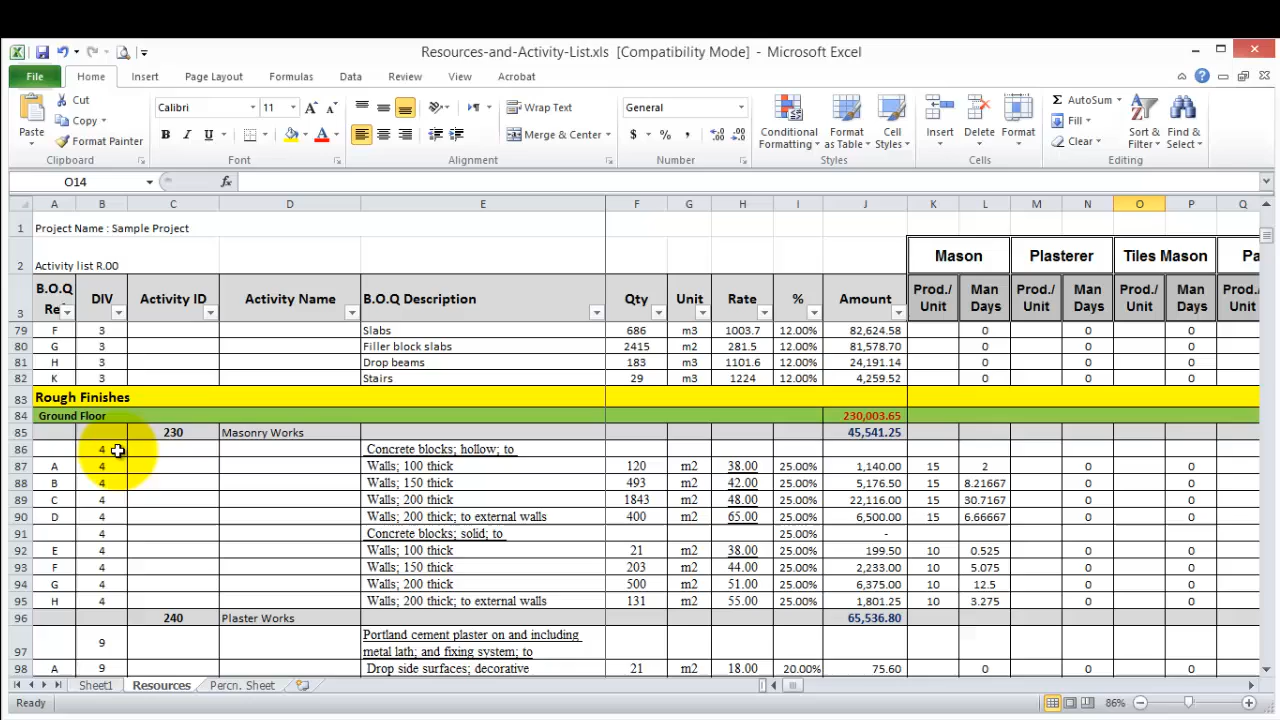 Resources-and-Activity-List.xls [Compatibility Mode] - Microsoft Excel
File Home Insert Page Layout Formulas Data Review View Acrobat
Paste Cut Copy Format Painter Clipboard
Calibri 11 B I U A Font
Wrap Text Merge & Center Alignment
General $ % , Number
Conditional Formatting Format as Table Cell Styles Styles
Insert Delete Format Cells
AutoSum Fill Clear Sort & Filter Find & Select Editing
O14 fx
A B C D E F G H I J K L M N O P Q
1 Project Name : Sample Project
2 Activity list R.00 Mason Plasterer Tiles Mason Pa
3 B.O.Q Re DIV Activity ID Activity Name B.O.Q Description Qty Unit Rate % Amount Prod./ Unit Man Days Prod./ Unit Man Days Prod./ Unit Man Days Prod./ Unit
79 F 3 Slabs 686 m3 1003.7 12.00% 82,624.58 0 0 0
80 G 3 Filler block slabs 2415 m2 281.5 12.00% 81,578.70 0 0 0
81 H 3 Drop beams 183 m3 1101.6 12.00% 24,191.14 0 0 0
82 K 3 Stairs 29 m3 1224 12.00% 4,259.52 0 0 0
83 Rough Finishes
84 Ground Floor 230,003.65
85 230 Masonry Works 45,541.25
86 4 Concrete blocks; hollow; to
87 A 4 Walls; 100 thick 120 m2 38.00 25.00% 1,140.00 15 2 0 0
88 B 4 Walls; 150 thick 493 m2 42.00 25.00% 5,176.50 15 8.21667 0 0
89 C 4 Walls; 200 thick 1843 m2 48.00 25.00% 22,116.00 15 30.7167 0 0
90 D 4 Walls; 200 thick; to external walls 400 m2 65.00 25.00% 6,500.00 15 6.66667 0 0
91 4 Concrete blocks; solid; to 25.00% - 0 0
92 E 4 Walls; 100 thick 21 m2 38.00 25.00% 199.50 10 0.525 0 0
93 F 4 Walls; 150 thick 203 m2 44.00 25.00% 2,233.00 10 5.075 0 0
94 G 4 Walls; 200 thick 500 m2 51.00 25.00% 6,375.00 10 12.5 0 0
95 H 4 Walls; 200 thick; to external walls 131 m2 55.00 25.00% 1,801.25 10 3.275 0 0
96 240 Plaster Works 65,536.80
97 9 Portland cement plaster on and including
metal lath; and fixing system; to
98 A 9 Drop side surfaces; decorative 21 m2 18.00 20.00% 75.60 0 0 0
Sheet1 Resources Percn. Sheet
Ready 86%